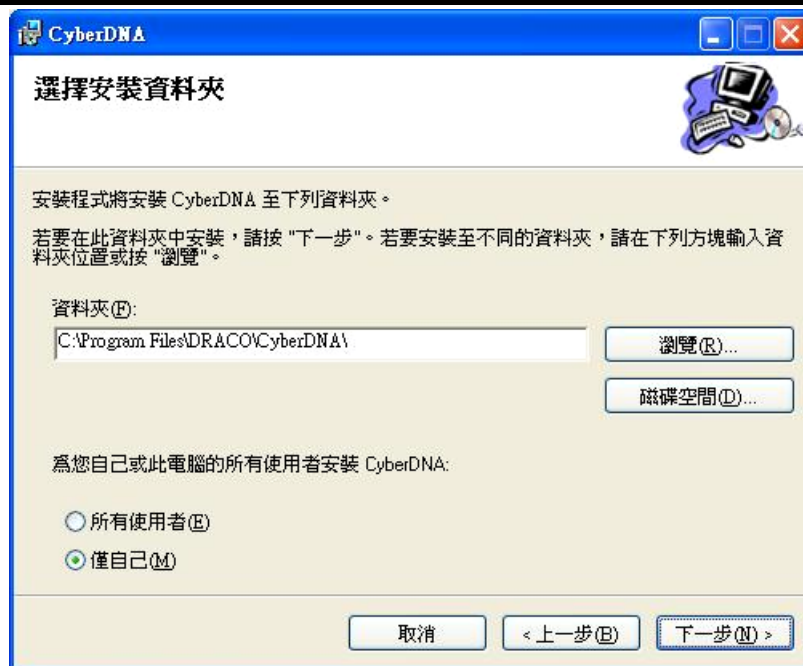 CyberDNA
選擇安裝資料夾
安裝程式將安裝 CyberDNA 至下列資料夾。
若要在此資料夾中安裝，請按 "下一步"。若要安裝至不同的資料夾，請在下列方塊輸入資
料夾位置或按 "瀏覽"。
資料夾(F):
C:\Program Files\DRACO\CyberDNA\
瀏覽(R)...
磁碟空間(D)...
為您自己或此電腦的所有使用者安裝 CyberDNA:
所有使用者(E)
僅自己(M)
取消
< 上一步(B)
下一步(N) >